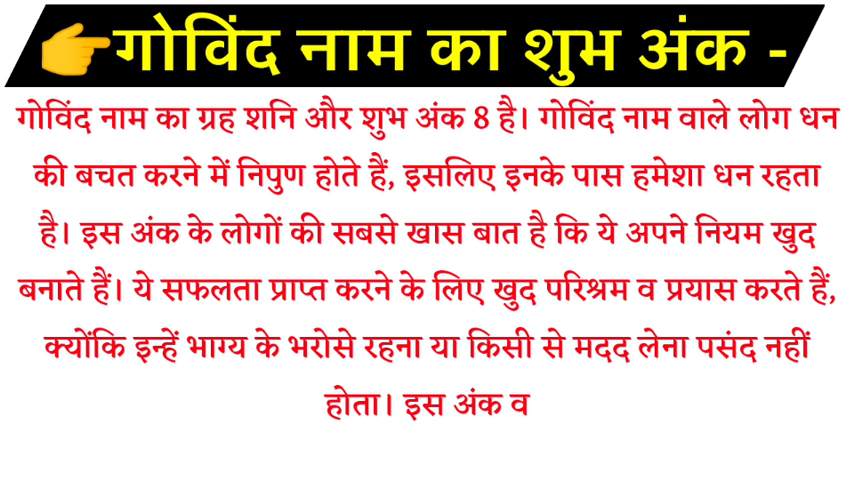 👉गोविंद नाम का शुभ अंक -
गोविंद नाम का ग्रह शनि और शुभ अंक 8 है। गोविंद नाम वाले लोग धन
की बचत करने में निपुण होते हैं, इसलिए इनके पास हमेशा धन रहता
है। इस अंक के लोगों की सबसे खास बात है कि ये अपने नियम खुद
बनाते हैं। ये सफलता प्राप्त करने के लिए खुद परिश्रम व प्रयास करते हैं,
क्योंकि इन्हें भाग्य के भरोसे रहना या किसी से मदद लेना पसंद नहीं
होता। इस अंक व